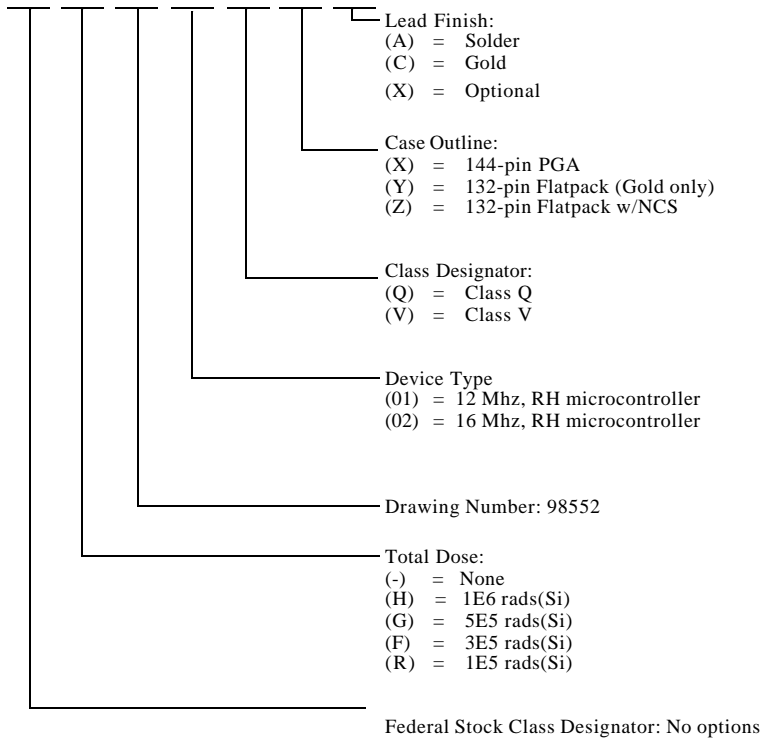 Lead Finish:
(A) = Solder
(C) = Gold
(X) = Optional
Case Outline:
(X) = 144-pin PGA
(Y) = 132-pin Flatpack (Gold only)
(Z) = 132-pin Flatpack w/NCS
Class Designator:
(Q) = Class Q
(V) = Class V
Device Type
(01) = 12 Mhz, RH microcontroller
(02) = 16 Mhz, RH microcontroller
Drawing Number: 98552
Total Dose:
(-) = None
(H) = 1E6 rads(Si)
(G) = 5E5 rads(Si)
(F) = 3E5 rads(Si)
(R) = 1E5 rads(Si)
Federal Stock Class Designator: No options